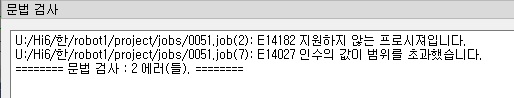 문법 검사
U:/Hi6/한/robot1/project/jobs/0051.job(2): E14182 지원하지 않는 프로시져입니다.
U:/Hi6/한/robot1/project/jobs/0051.job(7): E14027 인수의 값이 범위를 초과했습니다.
======== 문법 검사 : 2 에러(들). ========